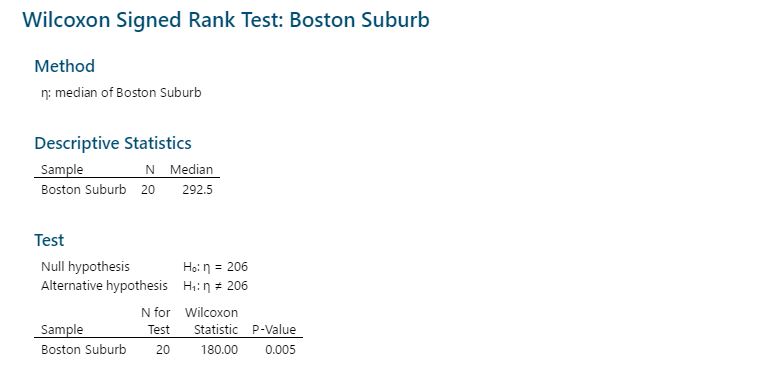 Wilcoxon Signed Rank Test: Boston Suburb
Method
η: median of Boston Suburb
Descriptive Statistics
Sample N Median
Boston Suburb 20 292.5
Test
Null hypothesis H₀: η = 206
Alternative hypothesis H₁: η ≠ 206
N for Wilcoxon
Sample Test Statistic P-Value
Boston Suburb 20 180.00 0.005